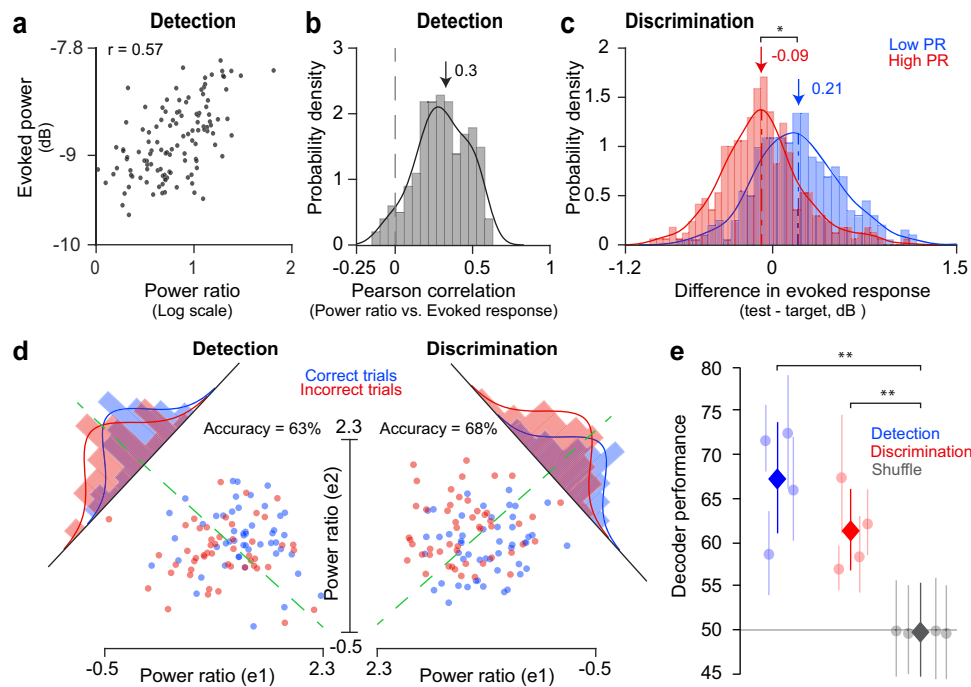 a
Detection
-7.8
r = 0.57
Evoked power
(dB)
-9
-10
0
1
2
Power ratio
(Log scale)
b
Detection
0.3
Probability density
3
2
1
0
-0.25
0
0.5
1
Pearson correlation
(Power ratio vs. Evoked response)
c
Discrimination
*
-0.09
0.21
Low PR
High PR
Probability density
2
1.5
1
0.5
0
-1.2
0
1.5
Difference in evoked response
(test - target, dB )
d
Detection
Discrimination
Correct trials
Incorrect trials
Accuracy = 63%
Accuracy = 68%
2.3
Power ratio (e2)
-0.5
-0.5
2.3
Power ratio (e1)
2.3
-0.5
Power ratio (e1)
e
**
**
Detection
Discrimination
Shuffle
Decoder performance
80
75
70
65
60
55
50
45